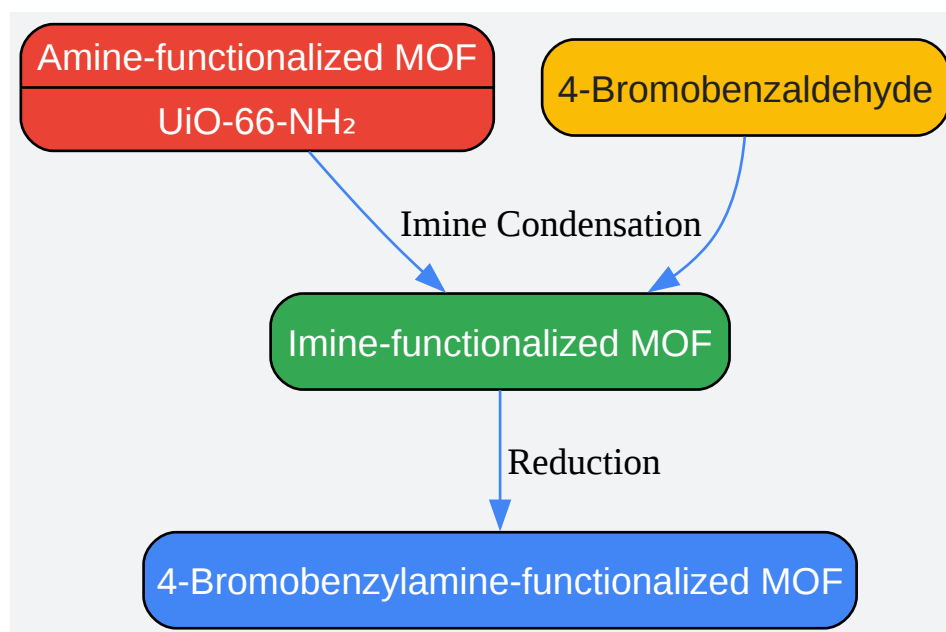 Amine-functionalized MOF
UiO-66-NH₂
4-Bromobenzaldehyde
Imine Condensation
Imine-functionalized MOF
Reduction
4-Bromobenzylamine-functionalized MOF